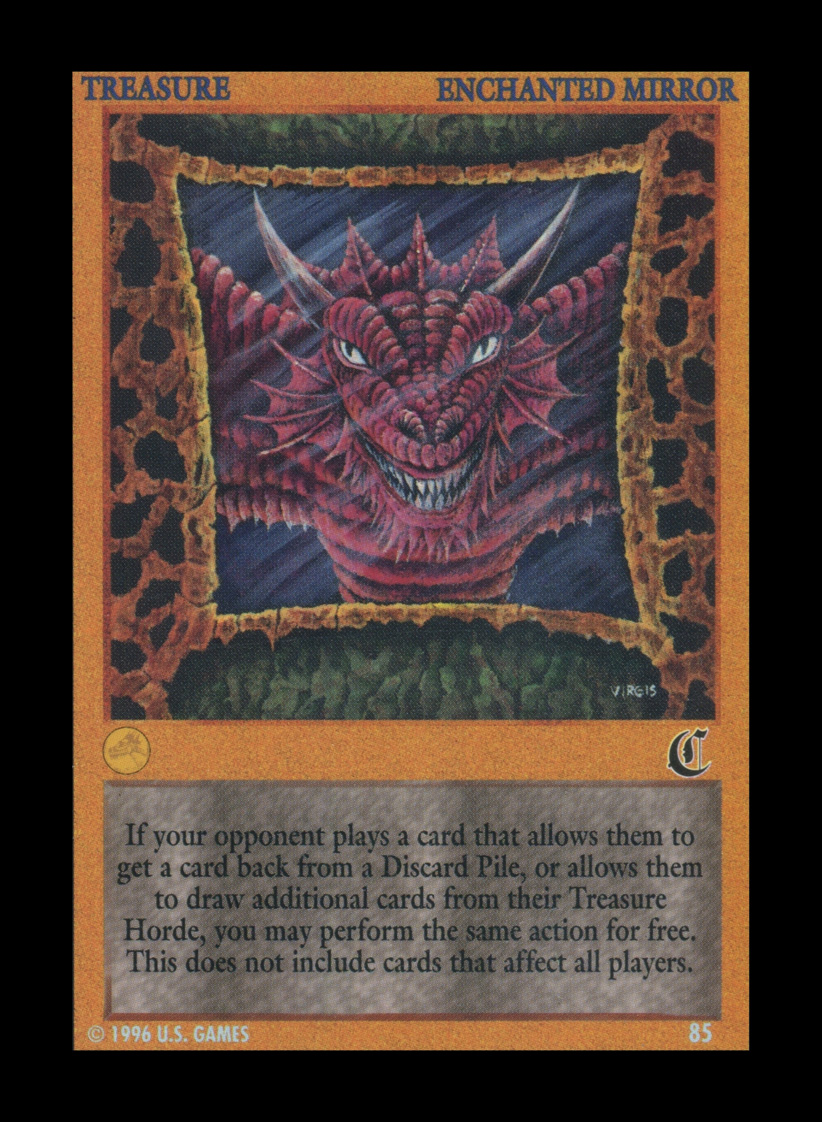 TREASURE ENCHANTED MIRROR
VIRGIS
C
If your opponent plays a card that allows them to
get a card back from a Discard Pile, or allows them
to draw additional cards from their Treasure
Horde, you may perform the same action for free.
This does not include cards that affect all players.
© 1996 U.S. GAMES 85